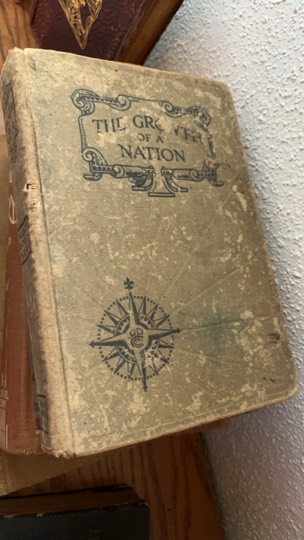 THE GROWTH
OF A
NATION